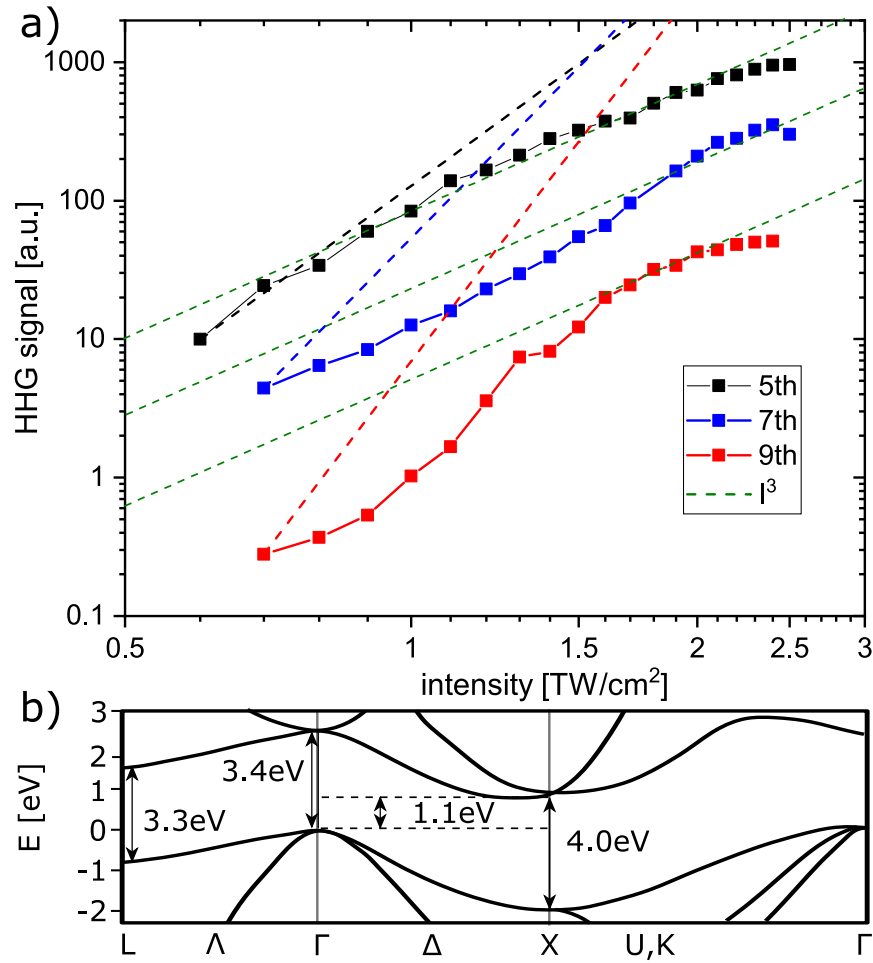 a)
HHG signal [a.u.]
1000
100
10
1
0.1
5th
7th
9th
I³
0.5 1 1.5 2 2.5 3
intensity [TW/cm²]
b)
E [eV]
3
2
1
0
-1
-2
3.4eV
3.3eV
1.1eV
4.0eV
L Λ Γ Δ X U,K Γ